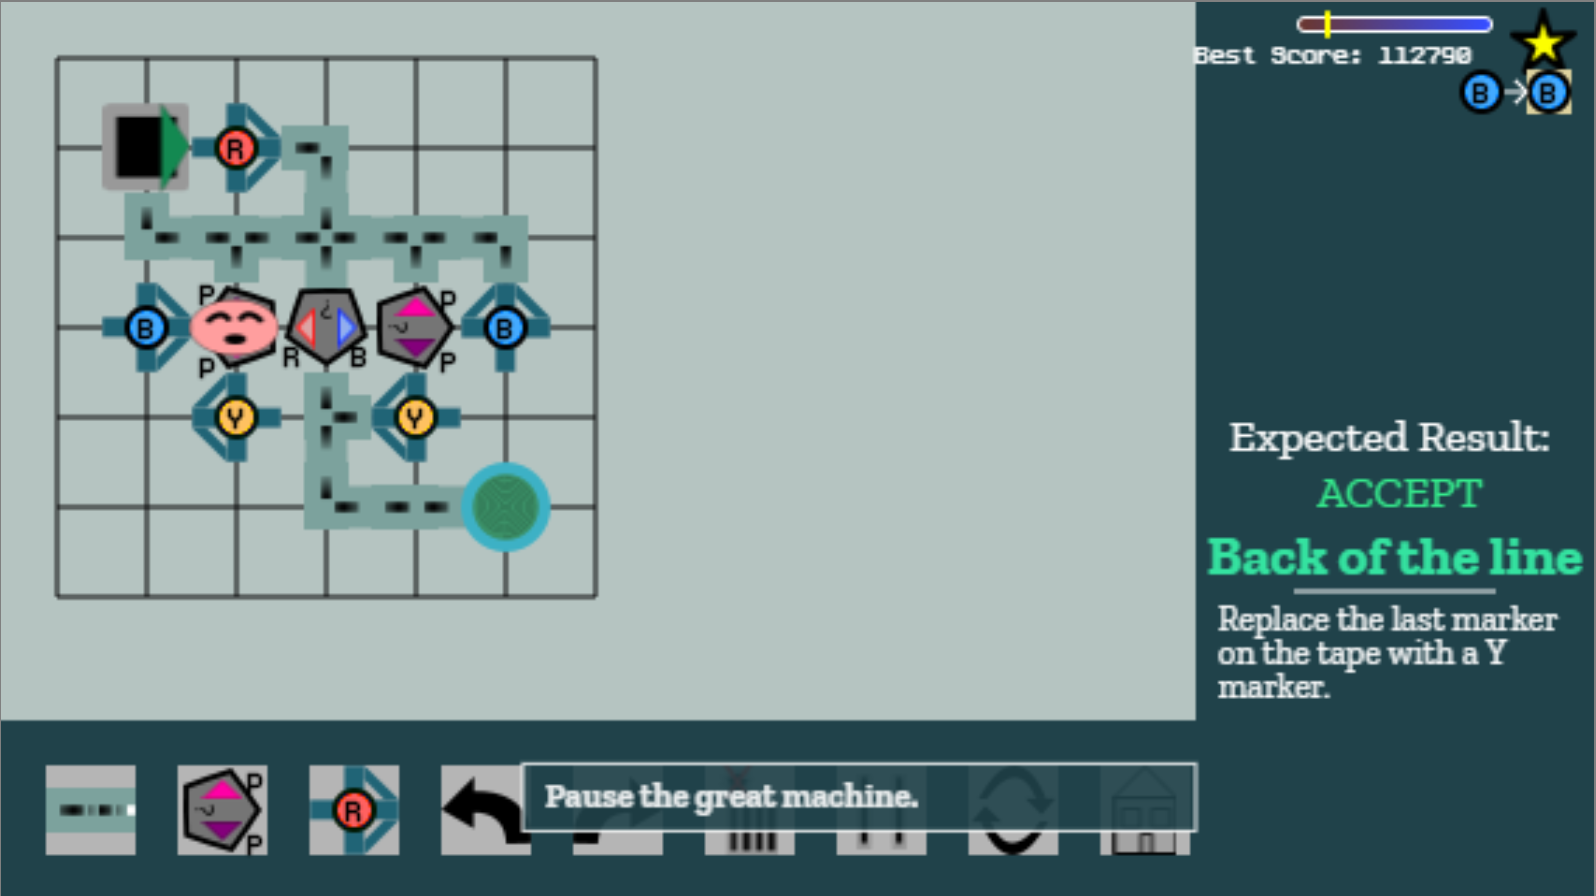 Best Score: 112790
B B
R
P P
B ? ? B
P R B P
Y Y
Expected Result:
ACCEPT
Back of the line
Replace the last marker
on the tape with a Y
marker.
P
? R
P
Pause the great machine.